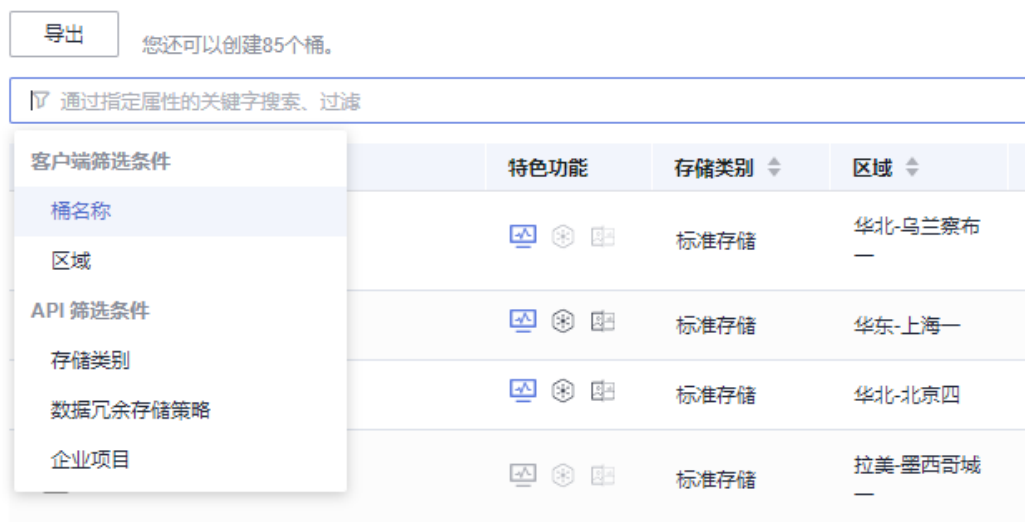 导出
您还可以创建85个桶。
通过指定属性的关键字搜索、过滤
客户端筛选条件
桶名称
区域
API 筛选条件
存储类别
数据冗余存储策略
企业项目
特色功能 存储类别 区域
标准存储 华北-乌兰察布
一
标准存储 华东-上海一
标准存储 华北-北京四
标准存储 拉美-墨西哥城
一